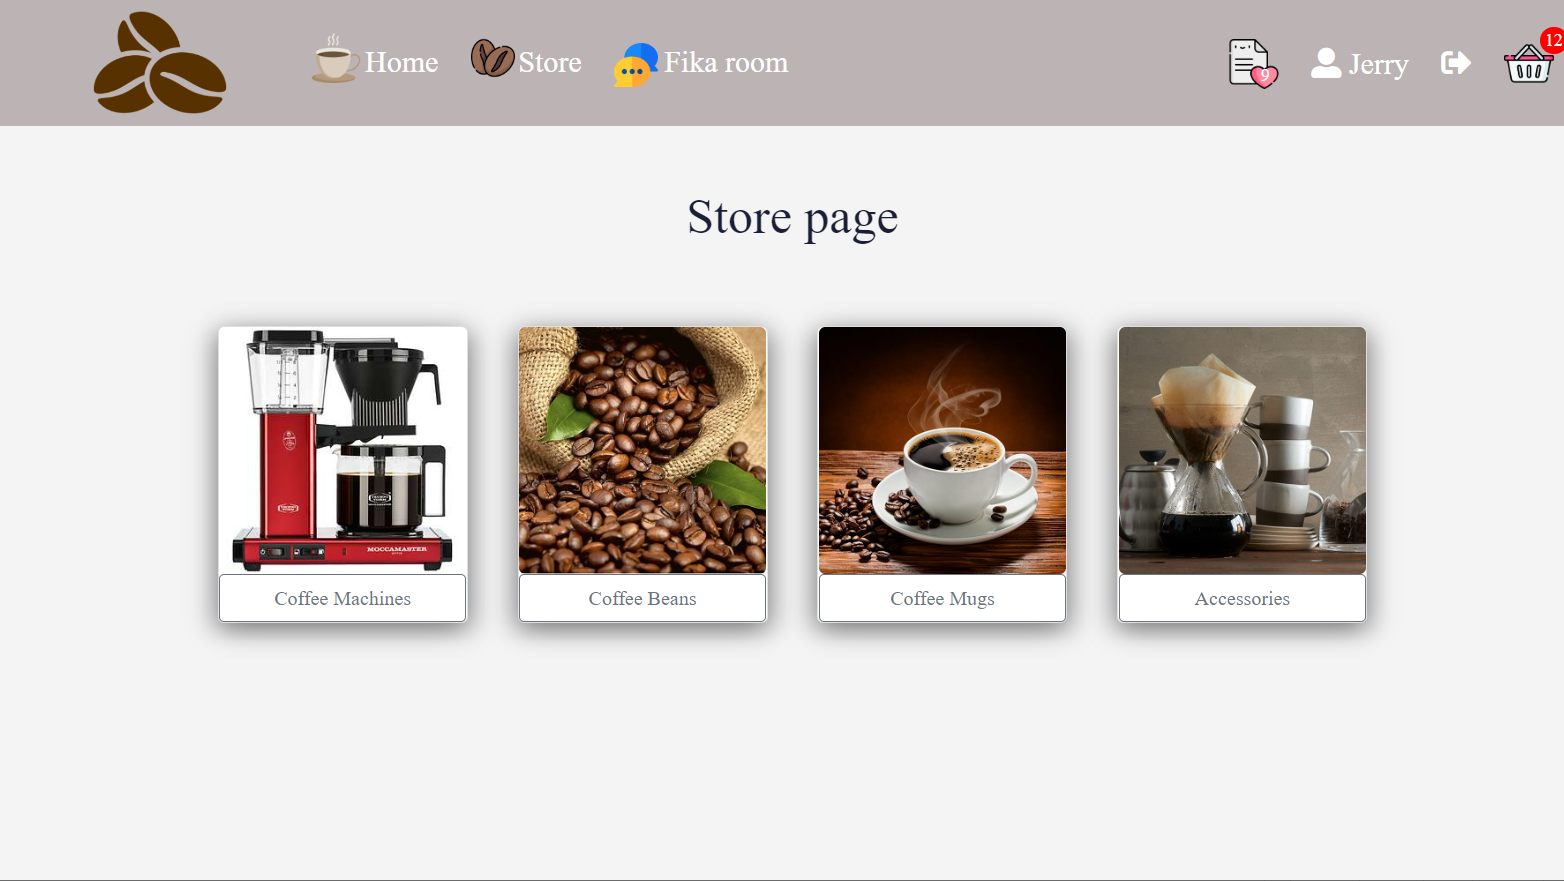 Home
Store
Fika room
9
Jerry
12
Store page
MOCCAMASTER
Coffee Machines
Coffee Beans
Coffee Mugs
Accessories